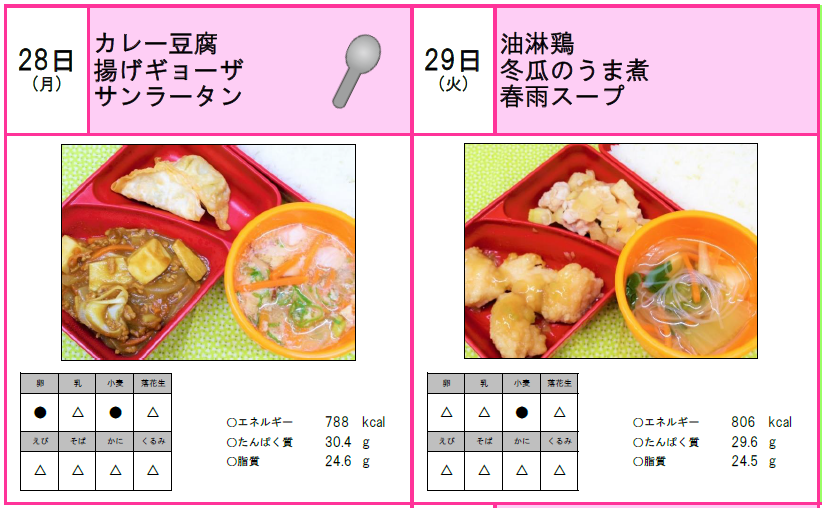 28日
(月)
カレー豆腐
揚げギョーザ
サンラータン
卵 乳 小麦 落花生
● △ ● △
えび そば かに くるみ
△ △ △ △
○エネルギー 788 kcal
○たんぱく質 30.4 g
○脂質 24.6 g
29日
(火)
油淋鶏
冬瓜のうま煮
春雨スープ
卵 乳 小麦 落花生
△ △ ● △
えび そば かに くるみ
△ △ △ △
○エネルギー 806 kcal
○たんぱく質 29.6 g
○脂質 24.5 g